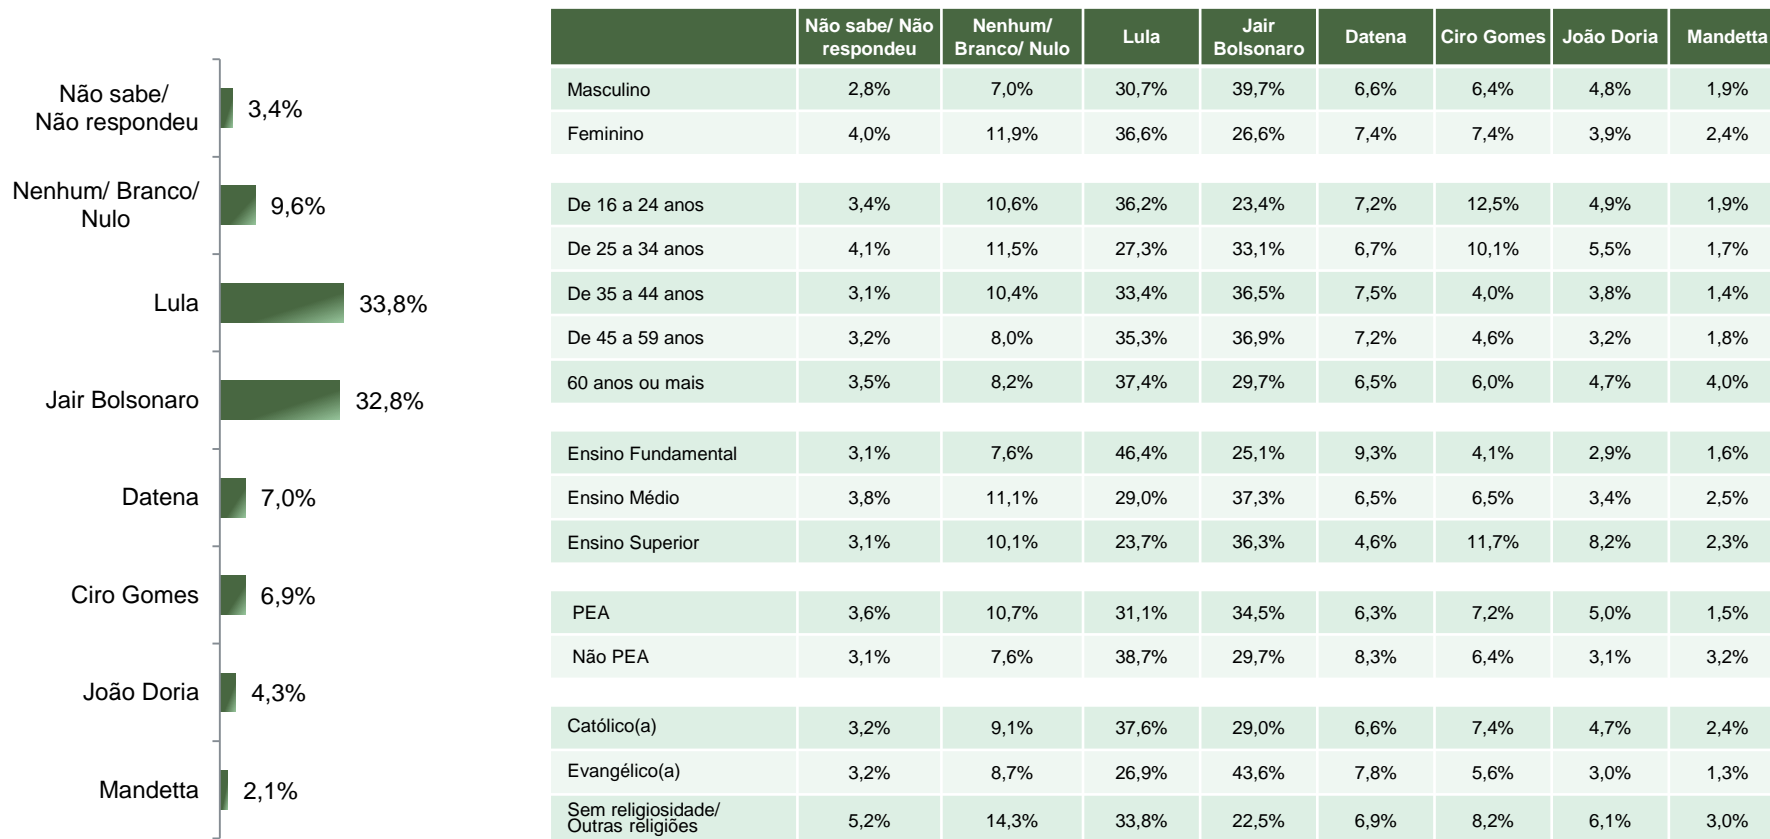 Não sabe/
Não respondeu
3,4%
Nenhum/ Branco/
Nulo
9,6%
Lula
33,8%
Jair Bolsonaro
32,8%
Datena
7,0%
Ciro Gomes
6,9%
João Doria
4,3%
Mandetta
2,1%
Não sabe/ Não respondeu Nenhum/ Branco/ Nulo Lula Jair Bolsonaro Datena Ciro Gomes João Doria Mandetta
Masculino 2,8% 7,0% 30,7% 39,7% 6,6% 6,4% 4,8% 1,9%
Feminino 4,0% 11,9% 36,6% 26,6% 7,4% 7,4% 3,9% 2,4%
De 16 a 24 anos 3,4% 10,6% 36,2% 23,4% 7,2% 12,5% 4,9% 1,9%
De 25 a 34 anos 4,1% 11,5% 27,3% 33,1% 6,7% 10,1% 5,5% 1,7%
De 35 a 44 anos 3,1% 10,4% 33,4% 36,5% 7,5% 4,0% 3,8% 1,4%
De 45 a 59 anos 3,2% 8,0% 35,3% 36,9% 7,2% 4,6% 3,2% 1,8%
60 anos ou mais 3,5% 8,2% 37,4% 29,7% 6,5% 6,0% 4,7% 4,0%
Ensino Fundamental 3,1% 7,6% 46,4% 25,1% 9,3% 4,1% 2,9% 1,6%
Ensino Médio 3,8% 11,1% 29,0% 37,3% 6,5% 6,5% 3,4% 2,5%
Ensino Superior 3,1% 10,1% 23,7% 36,3% 4,6% 11,7% 8,2% 2,3%
PEA 3,6% 10,7% 31,1% 34,5% 6,3% 7,2% 5,0% 1,5%
Não PEA 3,1% 7,6% 38,7% 29,7% 8,3% 6,4% 3,1% 3,2%
Católico(a) 3,2% 9,1% 37,6% 29,0% 6,6% 7,4% 4,7% 2,4%
Evangélico(a) 3,2% 8,7% 26,9% 43,6% 7,8% 5,6% 3,0% 1,3%
Sem religiosidade/
Outras religiões 5,2% 14,3% 33,8% 22,5% 6,9% 8,2% 6,1% 3,0%